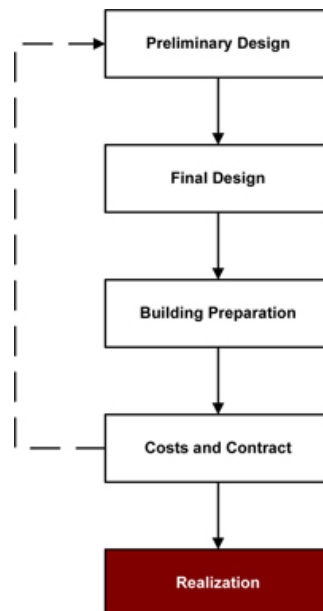 Preliminary Design
Final Design
Building Preparation
Costs and Contract
Realization